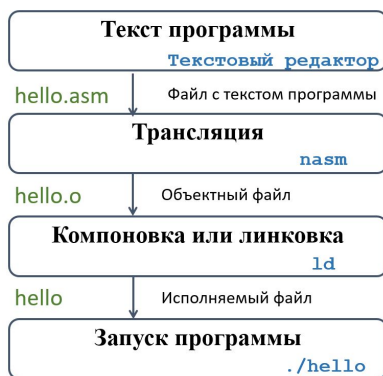 Текст программы
Текстовый редактор
hello.asm Файл с текстом программы
Трансляция
nasm
hello.o Объектный файл
Компоновка или линковка
ld
hello Исполняемый файл
Запуск программы
./hello